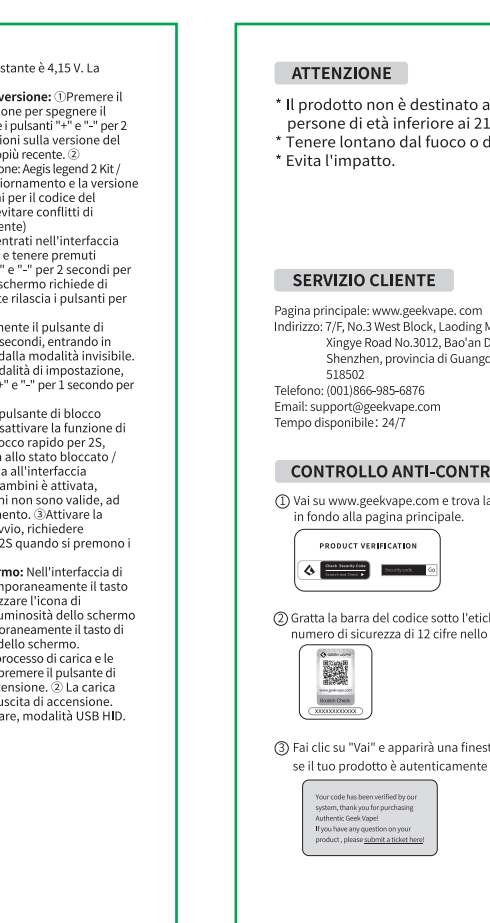 stante è 4,15 V. La
versione: ①Premere il
ione per spegnere il
e i pulsanti "+" e "-" per 2
ioni sulla versione del
più recente. ②
one: Aegis legend 2 Kit /
iornamento e la versione
ni per il codice del
evitare conflitti di
ente)
entrati nell'interfaccia
e tenere premuti
" e "-" per 2 secondi per
schermo richiede di
te rilascia i pulsanti per
nente il pulsante di
secondi, entrando in
dalla modalità invisibile.
dalità di impostazione,
+" e "-" per 1 secondo per
pulsante di blocco
sattivare la funzione di
occo rapido per 2S,
allo stato bloccato /
a all'interfaccia
ambini è attivata,
ni non sono valide, ad
mento. ③Attivare la
vvio, richiedere
2S quando si premono i
rmo: Nell'interfaccia di
mporaneamente il tasto
zzare l'icona di
uminosità dello schermo
oraneamente il tasto di
dello schermo.
rocesso di carica e le
premere il pulsante di
ensione. ② La carica
uscita di accensione.
are, modalità USB HID.
ATTENZIONE
* Il prodotto non è destinato a
persone di età inferiore ai 21
* Tenere lontano dal fuoco o d
* Evita l'impatto.
SERVIZIO CLIENTE
Pagina principale: www.geekvape. com
Indirizzo: 7/F, No.3 West Block, Laoding M
Xingye Road No.3012, Bao'an D
Shenzhen, provincia di Guangd
518502
Telefono: (001)866-985-6876
Email: support@geekvape.com
Tempo disponibile: 24/7
CONTROLLO ANTI-CONTR
① Vai su www.geekvape.com e trova la
in fondo alla pagina principale.
PRODUCT VERIFICATION
Check Security Code
Scratch and Check
Security code
Go
② Gratta la barra del codice sotto l'etich
numero di sicurezza di 12 cifre nello
GEEKVAPE
www.geekvape.com
Scratch Check
XXXXXXXXXXXX
③ Fai clic su "Vai" e apparirà una finest
se il tuo prodotto è autenticamente
Your code has been verified by our
system, thank you for purchasing
Authentic Geek Vape!
If you have any question on your
product , please submit a ticket here!